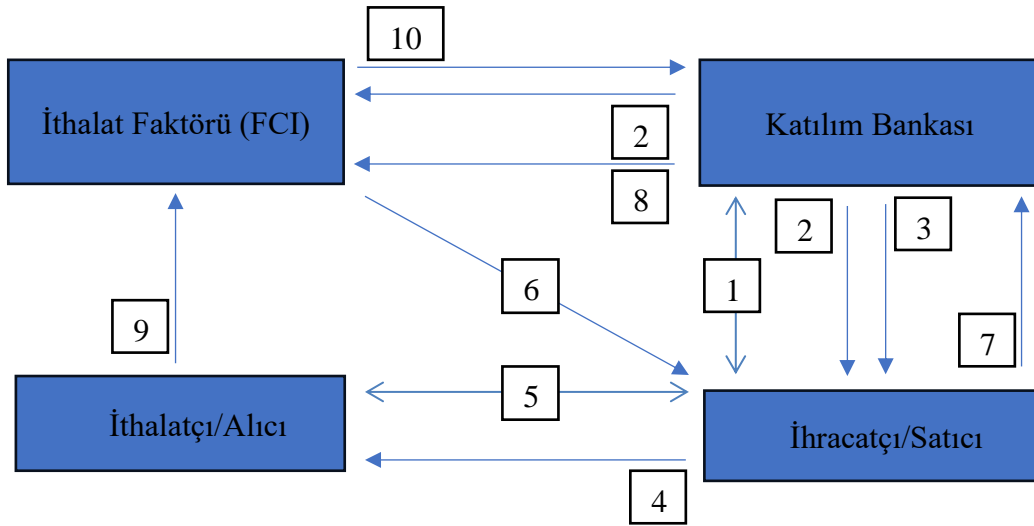 10
İthalat Faktörü (FCI)
Katılım Bankası
2
8
2
3
1
6
9
7
5
İthalatçı/Alıcı
İhracatçı/Satıcı
4